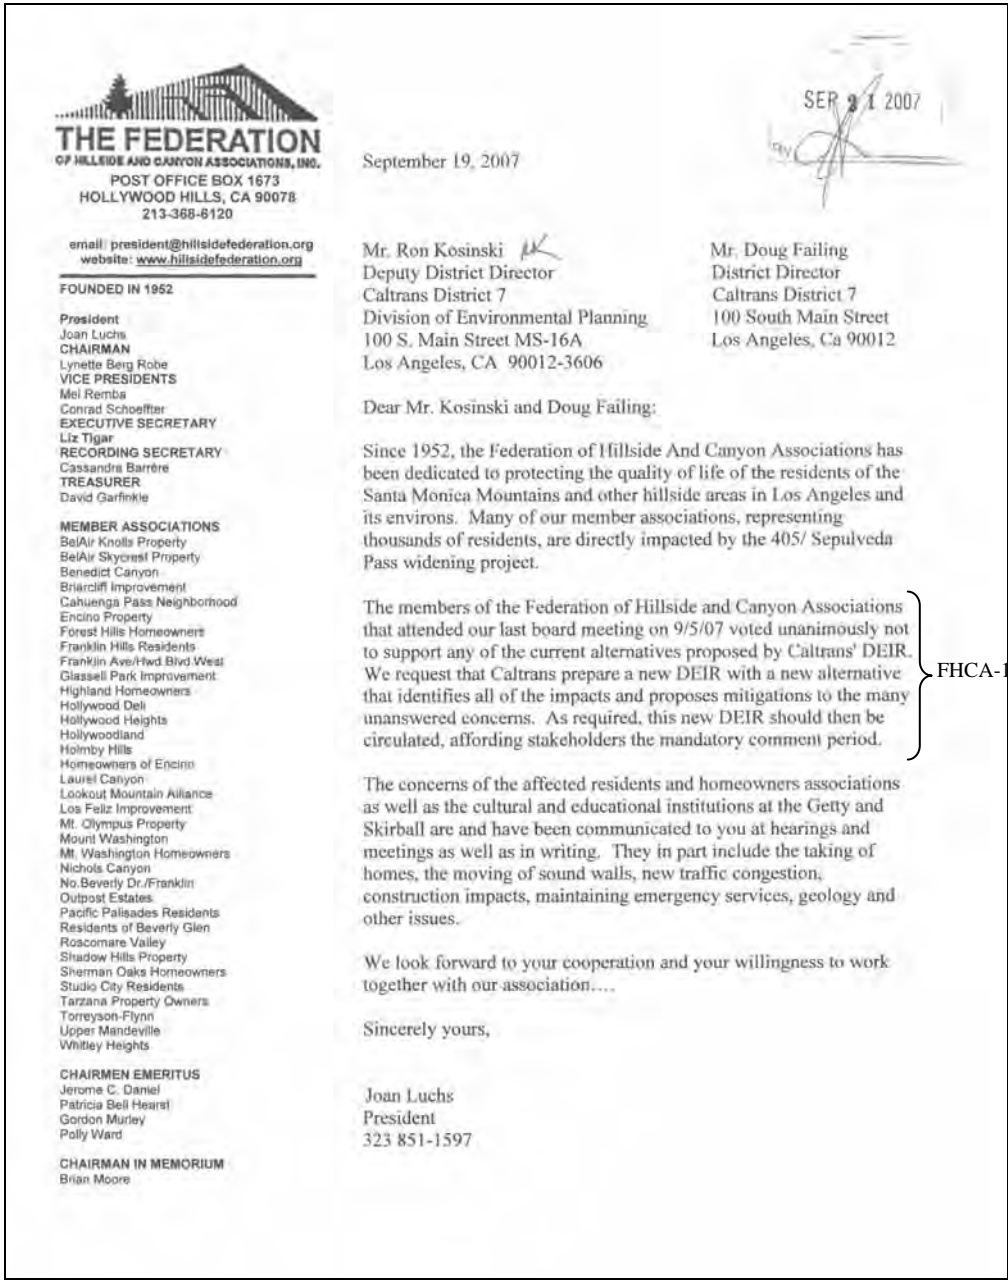 THE FEDERATION
OF HILLSIDE AND CANYON ASSOCIATIONS, INC.
POST OFFICE BOX 1673
HOLLYWOOD HILLS, CA 90078
213-368-6120
email: president@hillsidefederation.org
website: www.hillsidefederation.org
FOUNDED IN 1952
President
Joan Luchs
CHAIRMAN
Lynette Berg Robe
VICE PRESIDENTS
Mel Remba
Conrad Schoeffter
EXECUTIVE SECRETARY
Liz Tigar
RECORDING SECRETARY
Cassandra Barrère
TREASURER
David Garfinkle
MEMBER ASSOCIATIONS
BelAir Knolls Property
BelAir Skycrest Property
Benedict Canyon
Briarcliff Improvement
Cahuenga Pass Neighborhood
Encino Property
Forest Hills Homeowners
Franklin Hills Residents
Franklin Ave/Hwd Blvd West
Glassell Park Improvement
Highland Homeowners
Hollywood Dell
Hollywood Heights
Hollywoodland
Holmby Hills
Homeowners of Encino
Laurel Canyon
Lookout Mountain Alliance
Los Feliz Improvement
Mt. Olympus Property
Mount Washington
Mt. Washington Homeowners
Nichols Canyon
No.Beverly Dr./Franklin
Outpost Estates
Pacific Palisades Residents
Residents of Beverly Glen
Roscomare Valley
Shadow Hills Property
Sherman Oaks Homeowners
Studio City Residents
Tarzana Property Owners
Torreyson-Flynn
Upper Mandeville
Whitley Heights
CHAIRMEN EMERITUS
Jerome C. Daniel
Patricia Bell Hearst
Gordon Murley
Polly Ward
CHAIRMAN IN MEMORIUM
Brian Moore
SEP 21 2007
September 19, 2007
Mr. Ron Kosinski RK
Deputy District Director
Caltrans District 7
Division of Environmental Planning
100 S. Main Street MS-16A
Los Angeles, CA 90012-3606
Mr. Doug Failing
District Director
Caltrans District 7
100 South Main Street
Los Angeles, Ca 90012
Dear Mr. Kosinski and Doug Failing:
Since 1952, the Federation of Hillside And Canyon Associations has
been dedicated to protecting the quality of life of the residents of the
Santa Monica Mountains and other hillside areas in Los Angeles and
its environs. Many of our member associations, representing
thousands of residents, are directly impacted by the 405/ Sepulveda
Pass widening project.
The members of the Federation of Hillside and Canyon Associations
that attended our last board meeting on 9/5/07 voted unanimously not
to support any of the current alternatives proposed by Caltrans' DEIR.
We request that Caltrans prepare a new DEIR with a new alternative
that identifies all of the impacts and proposes mitigations to the many
unanswered concerns. As required, this new DEIR should then be
circulated, affording stakeholders the mandatory comment period.
FHCA-1
The concerns of the affected residents and homeowners associations
as well as the cultural and educational institutions at the Getty and
Skirball are and have been communicated to you at hearings and
meetings as well as in writing. They in part include the taking of
homes, the moving of sound walls, new traffic congestion,
construction impacts, maintaining emergency services, geology and
other issues.
We look forward to your cooperation and your willingness to work
together with our association....
Sincerely yours,
Joan Luchs
President
323 851-1597